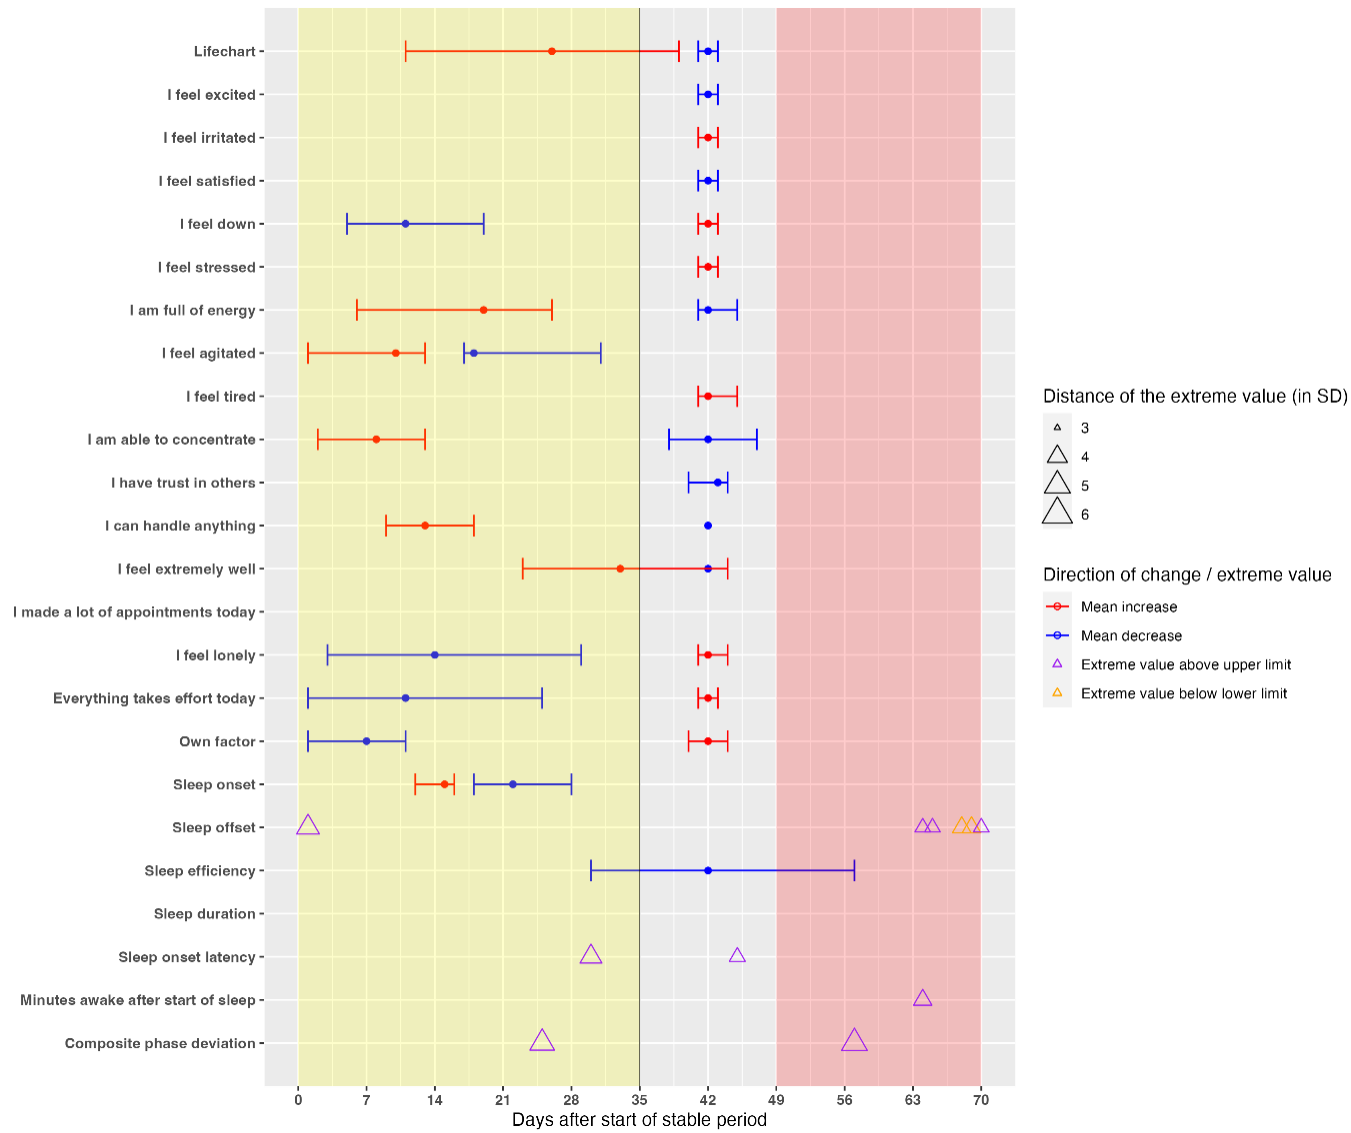 Lifechart
I feel excited
I feel irritated
I feel satisfied
I feel down
I feel stressed
I am full of energy
I feel agitated
I feel tired
I am able to concentrate
I have trust in others
I can handle anything
I feel extremely well
I made a lot of appointments today
I feel lonely
Everything takes effort today
Own factor
Sleep onset
Sleep offset
Sleep efficiency
Sleep duration
Sleep onset latency
Minutes awake after start of sleep
Composite phase deviation
0 7 14 21 28 35 42 49 56 63 70
Days after start of stable period
Distance of the extreme value (in SD)
3
4
5
6
Direction of change / extreme value
Mean increase
Mean decrease
Extreme value above upper limit
Extreme value below lower limit